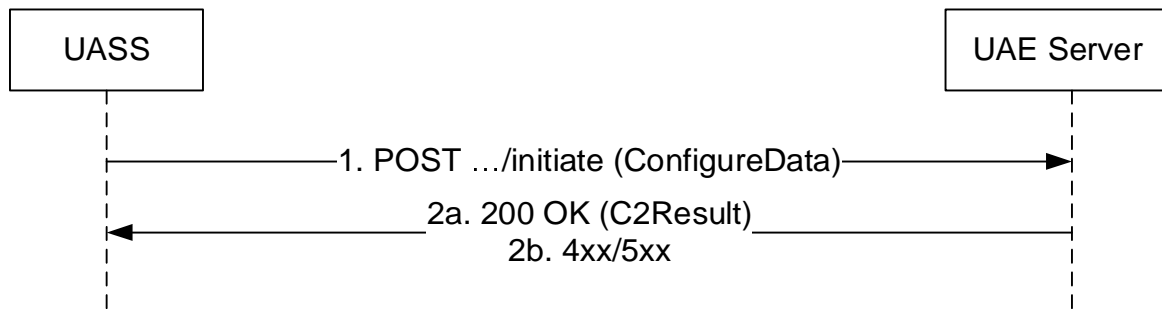 UASS
UAE Server
1. POST …/initiate (ConfigureData)
2a. 200 OK (C2Result)
2b. 4xx/5xx